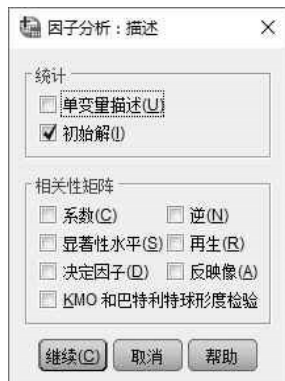 因子分析：描述
统计
单变量描述(U)
初始解(I)
相关性矩阵
系数(C) 逆(N)
显著性水平(S) 再生(R)
决定因子(D) 反映像(A)
KMO 和巴特利特球形度检验
继续(C) 取消 帮助